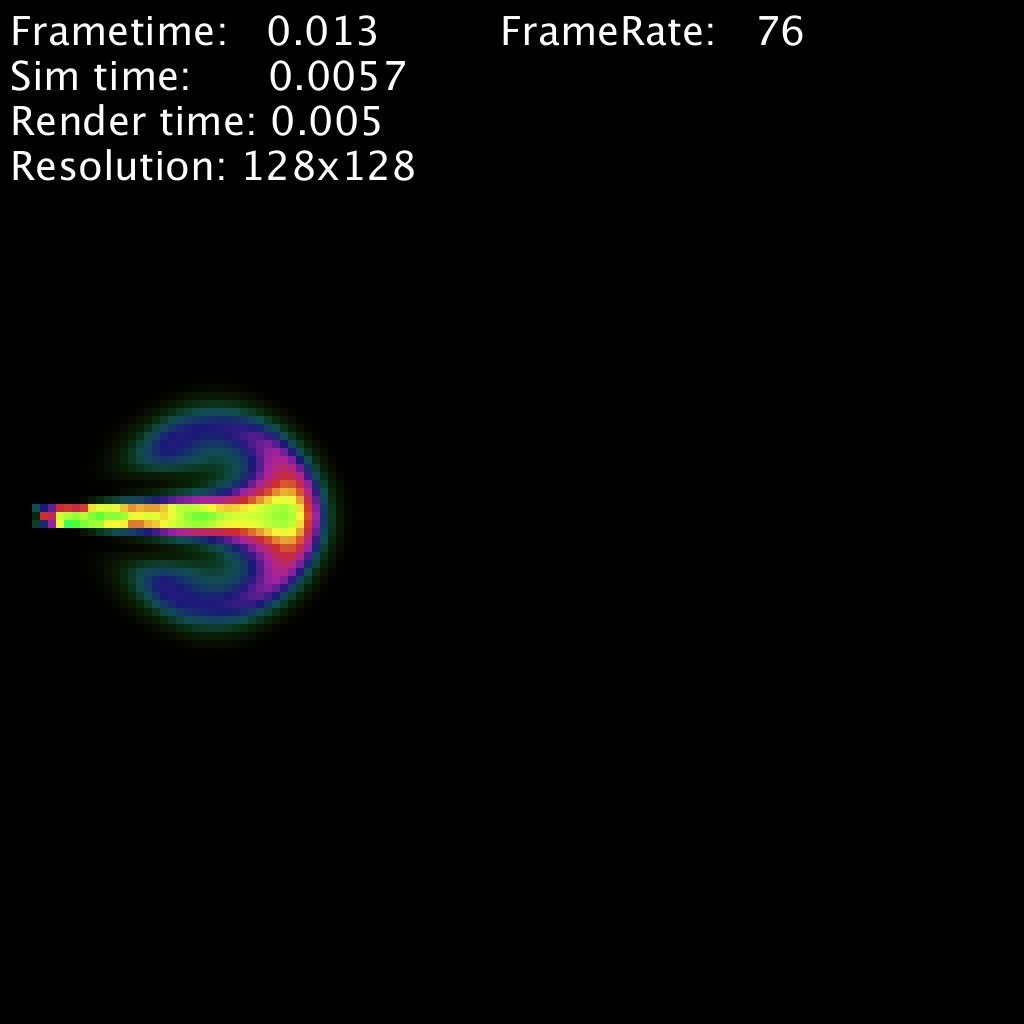 Frametime: 0.013 FrameRate: 76
Sim time: 0.0057
Render time: 0.005
Resolution: 128x128